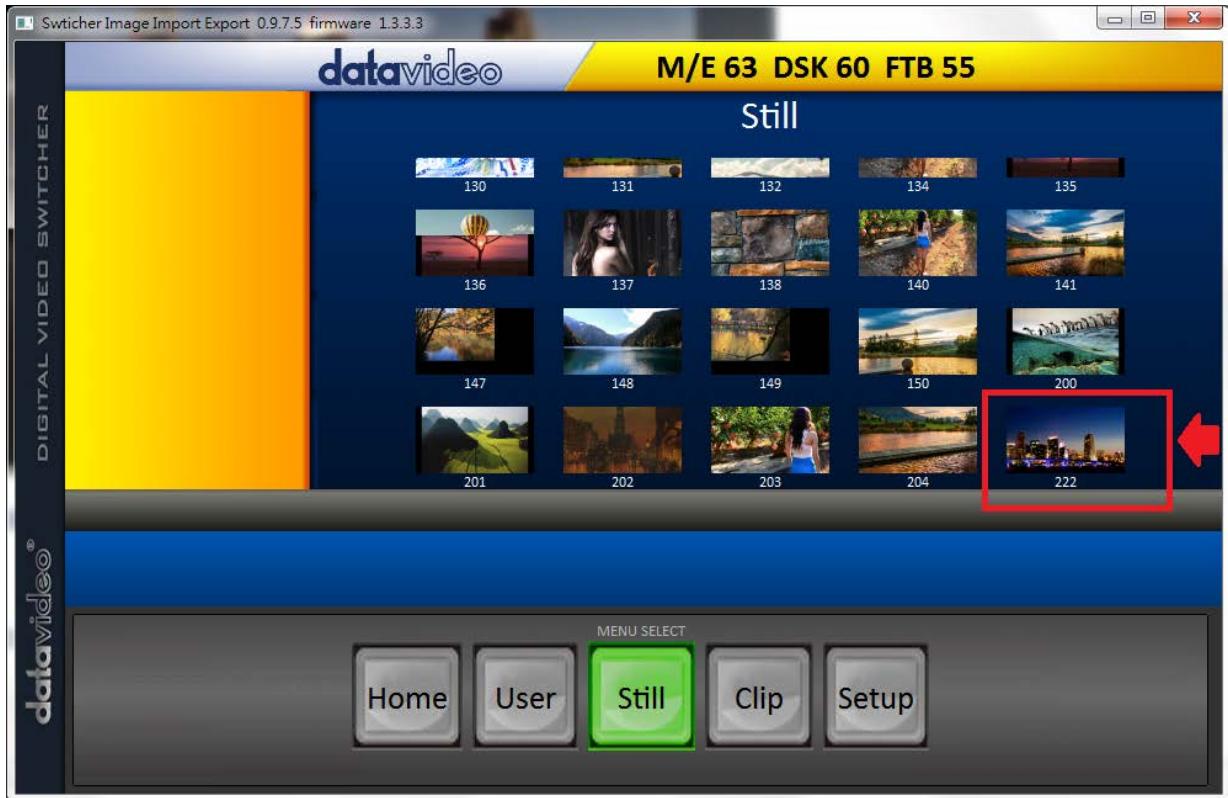 Swticher Image Import Export 0.9.7.5 firmware 1.3.3.3
datavideo
M/E 63 DSK 60 FTB 55
DIGITAL VIDEO SWITCHER
datavideo®
Still
130 131 132 134 135
136 137 138 140 141
147 148 149 150 200
201 202 203 204 222
MENU SELECT
Home User Still Clip Setup